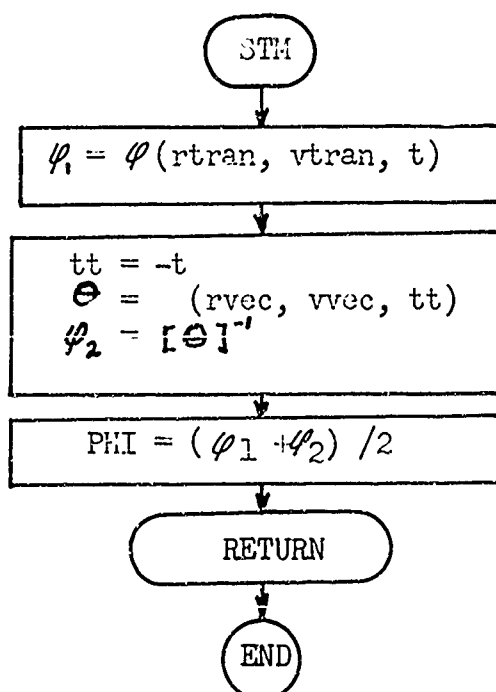 STM
φ₁ = φ(rtran, vtran, t)
tt = -t
Θ = (rvec, vvec, tt)
φ₂ = [Θ]⁻¹
PHI = (φ1 + φ2) /2
RETURN
END